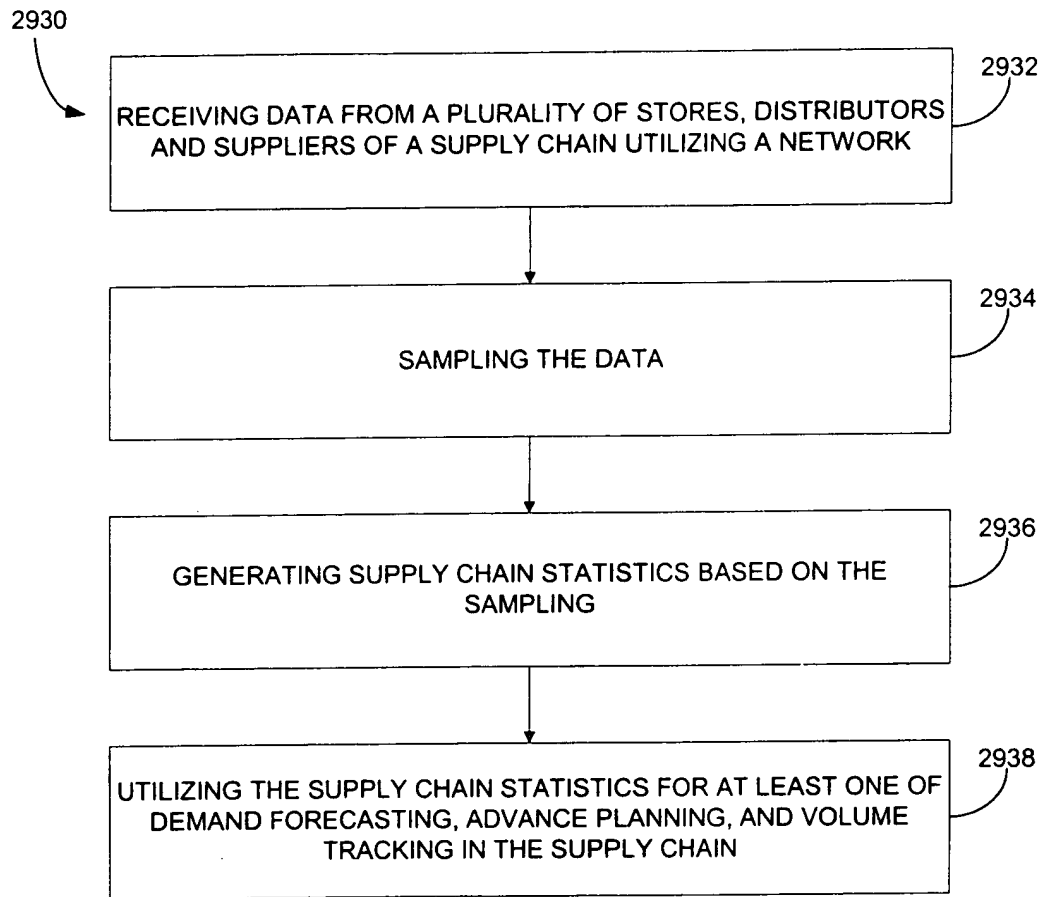 2930
2932
RECEIVING DATA FROM A PLURALITY OF STORES, DISTRIBUTORS
AND SUPPLIERS OF A SUPPLY CHAIN UTILIZING A NETWORK
2934
SAMPLING THE DATA
2936
GENERATING SUPPLY CHAIN STATISTICS BASED ON THE
SAMPLING
2938
UTILIZING THE SUPPLY CHAIN STATISTICS FOR AT LEAST ONE OF
DEMAND FORECASTING, ADVANCE PLANNING, AND VOLUME
TRACKING IN THE SUPPLY CHAIN